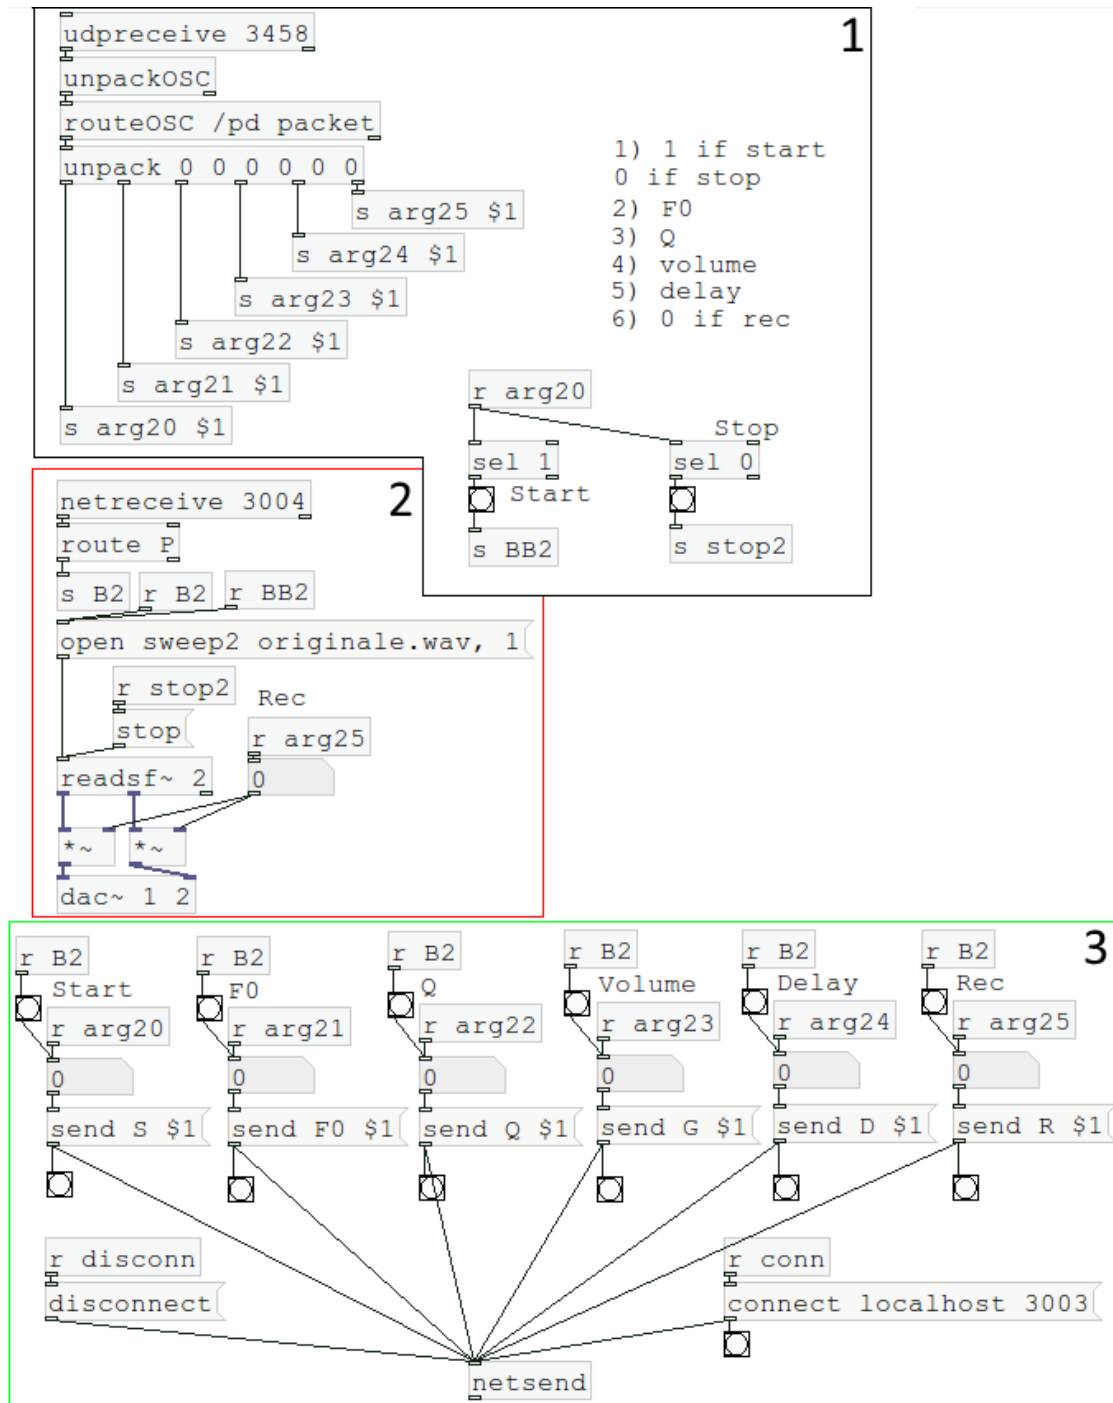 udpreceive 3458
1
unpackOSC
routeOSC /pd packet
unpack 0 0 0 0 0 0
s arg25 $1
s arg24 $1
s arg23 $1
s arg22 $1
s arg21 $1
s arg20 $1
1) 1 if start
0 if stop
2) F0
3) Q
4) volume
5) delay
6) 0 if rec
r arg20
Stop
sel 1
sel 0
Start
s BB2
s stop2
2
netreceive 3004
route P
s B2
r B2
r BB2
open sweep2 originale.wav, 1
r stop2
Rec
stop
r arg25
readsf~ 2
0
*~
*~
dac~ 1 2
3
r B2
r B2
r B2
r B2
r B2
r B2
Start
F0
Q
Volume
Delay
Rec
r arg20
r arg21
r arg22
r arg23
r arg24
r arg25
0
0
0
0
0
0
send S $1
send F0 $1
send Q $1
send G $1
send D $1
send R $1
r disconn
r conn
disconnect
connect localhost 3003
netsend